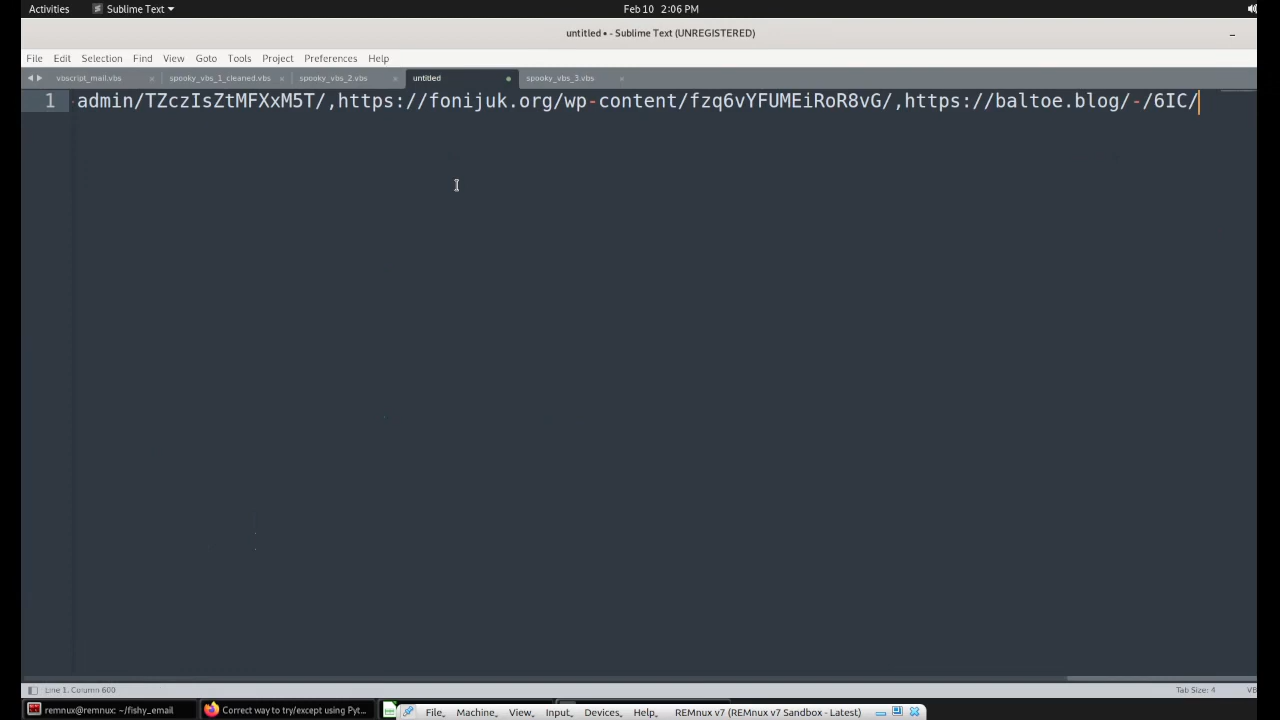 Activities Sublime Text Feb 10 2:06 PM
untitled • - Sublime Text (UNREGISTERED)
File Edit Selection Find View Goto Tools Project Preferences Help
vbscript_mail.vbs spooky_vbs_1_cleaned.vbs spooky_vbs_2.vbs untitled spooky_vbs_3.vbs
1 admin/TZczIsZtMFXxM5T/,https://fonijuk.org/wp-content/fzq6vYFUMEiRoR8vG/,https://baltoe.blog/-/6IC/
Line 1, Column 600 Tab Size: 4 VB
remnux@remnux: ~/fishy_email Correct way to try/except using Pyt... File Machine View Input Devices Help REMnux v7 (REMnux v7 Sandbox - Latest)